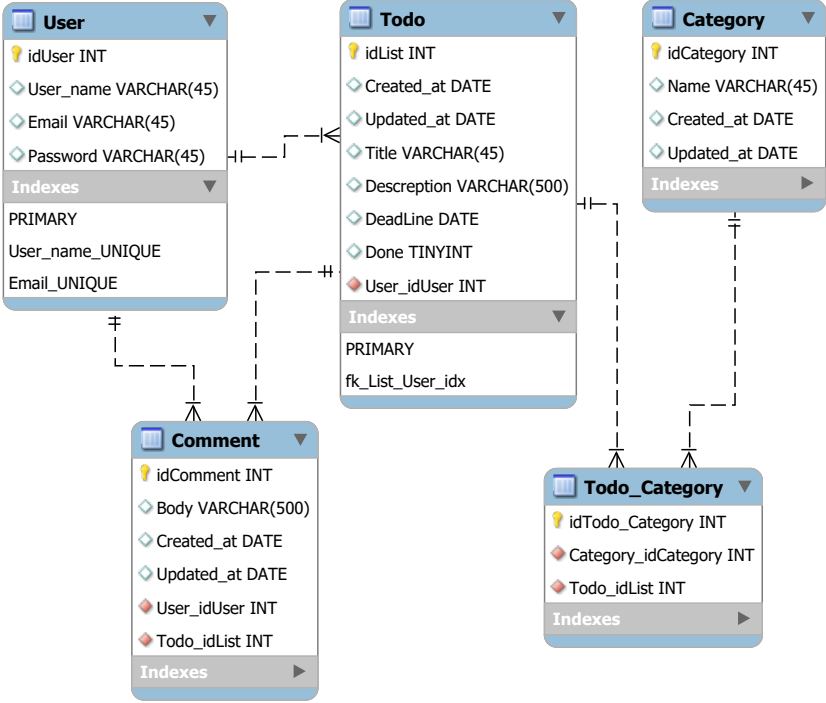 User
idUser INT
User_name VARCHAR(45)
Email VARCHAR(45)
Password VARCHAR(45)
Indexes
PRIMARY
User_name_UNIQUE
Email_UNIQUE
Todo
idList INT
Created_at DATE
Updated_at DATE
Title VARCHAR(45)
Descreption VARCHAR(500)
DeadLine DATE
Done TINYINT
User_idUser INT
Indexes
PRIMARY
fk_List_User_idx
Category
idCategory INT
Name VARCHAR(45)
Created_at DATE
Updated_at DATE
Indexes
Comment
idComment INT
Body VARCHAR(500)
Created_at DATE
Updated_at DATE
User_idUser INT
Todo_idList INT
Indexes
Todo_Category
idTodo_Category INT
Category_idCategory INT
Todo_idList INT
Indexes